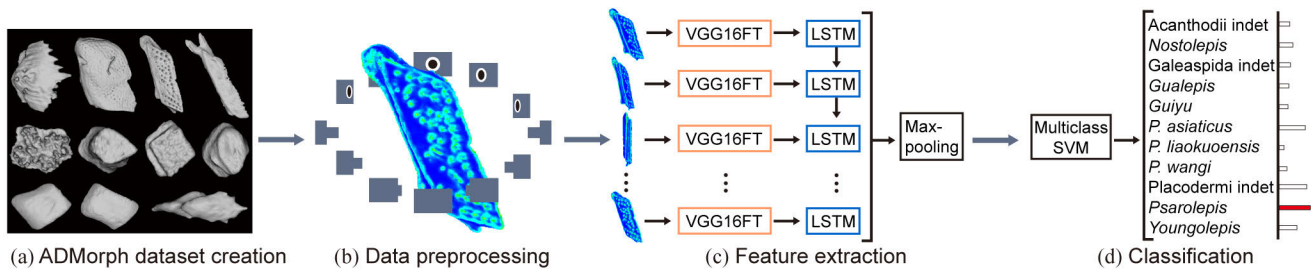 VGG16FT
LSTM
VGG16FT
LSTM
VGG16FT
LSTM
VGG16FT
LSTM
Max-
pooling
Multiclass
SVM
Acanthodii indet
Nostolepis
Galeaspida indet
Gualepis
Guiyu
P. asiaticus
P. liaokuoensis
P. wangi
Placodermi indet
Psarolepis
Youngolepis
(a) ADMorph dataset creation
(b) Data preprocessing
(c) Feature extraction
(d) Classification